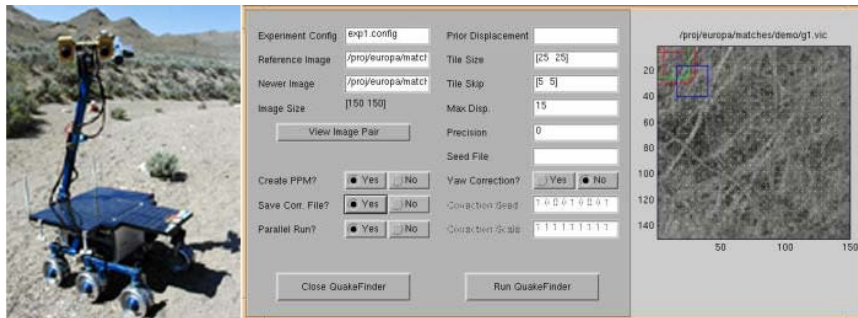 Experiment Config exp1.config Prior Displacement
Reference Image /proj/europa/match Tile Size [25 25]
Newer Image /proj/europa/match Tile Skip [5 5]
Image Size [150 150] Max Disp. 15
View Image Pair Precision 0
Seed File
Create PPM? Yes No Yaw Correction? Yes No
Save Corr. File? Yes No Correction Seed
Parallel Run? Yes No Correction Scale 1 1 1 1 1 1 1 1
Close QuakeFinder Run QuakeFinder
/proj/europa/matches/demo/g1.vic
20
40
60
80
100
120
140
50 100 150